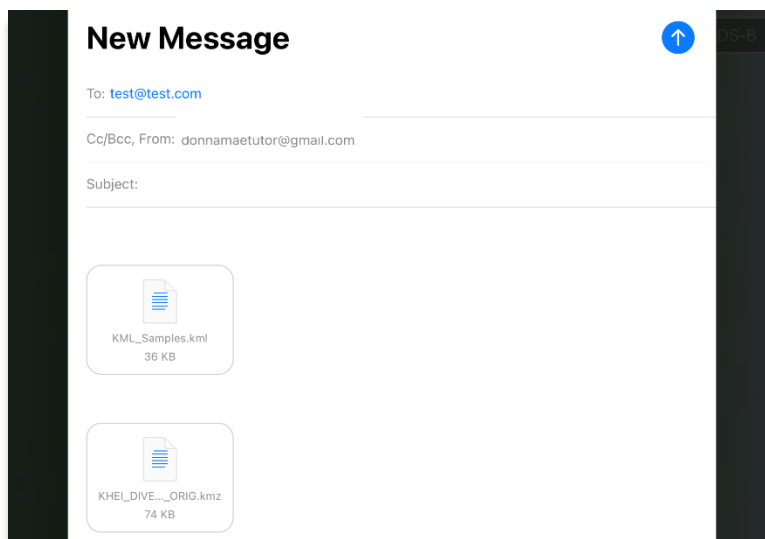 New Message
DS-B
To: test@test.com
Cc/Bcc, From: donnamaetutor@gmail.com
Subject:
KML_Samples.kml
36 KB
KHEI_DIVE..._ORIG.kmz
74 KB